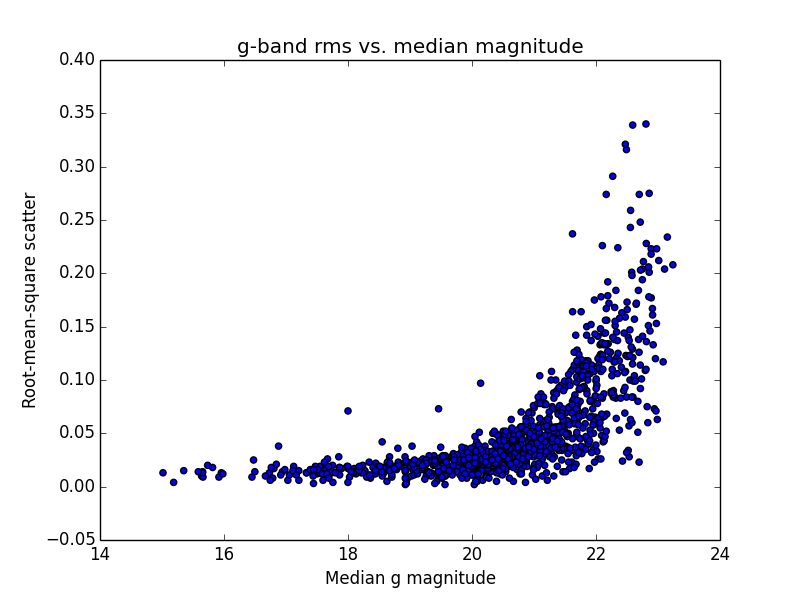 g-band rms vs. median magnitude
0.40
0.35
0.30
0.25
0.20
0.15
0.10
0.05
0.00
−0.05
Root-mean-square scatter
14 16 18 20 22 24
Median g magnitude